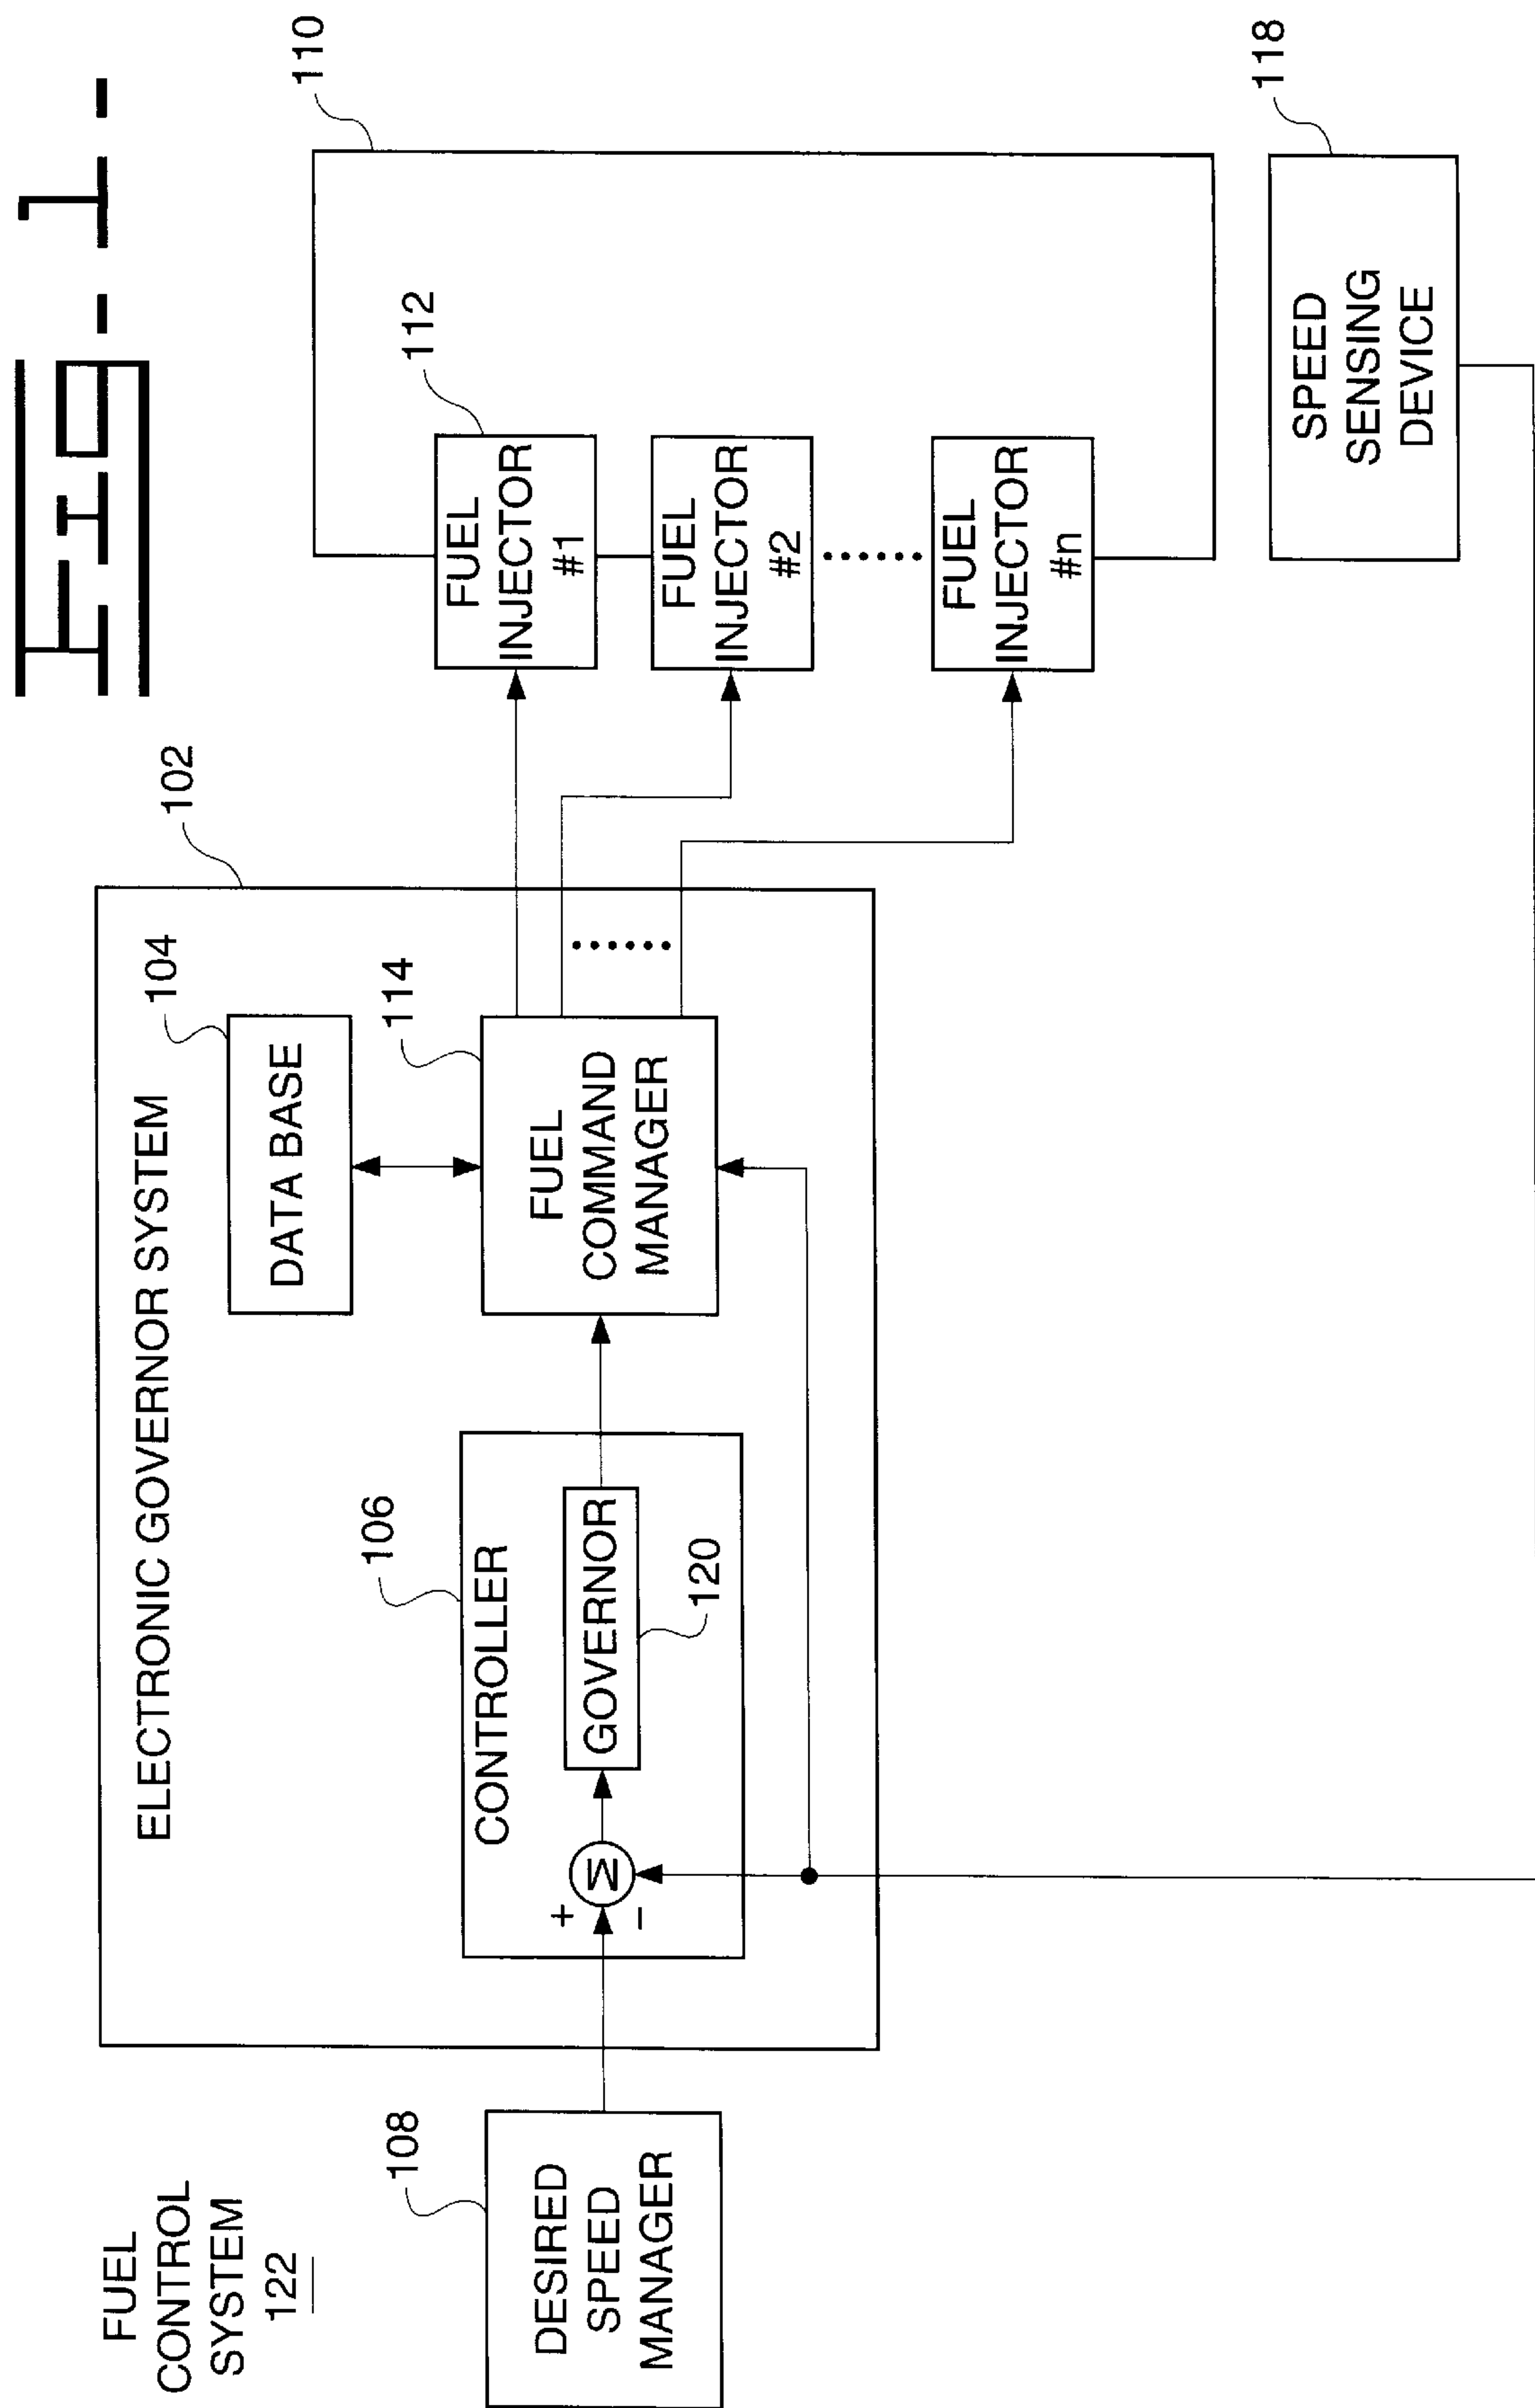 FIG. 1.
FUEL
CONTROL
SYSTEM
122
ELECTRONIC GOVERNOR SYSTEM
102
DATA BASE
104
CONTROLLER
106
GOVERNOR
120
+
Σ
−
FUEL
COMMAND
MANAGER
114
DESIRED
SPEED
MANAGER
108
110
FUEL
INJECTOR
#1
112
FUEL
INJECTOR
#2
FUEL
INJECTOR
#n
SPEED
SENSING
DEVICE
118